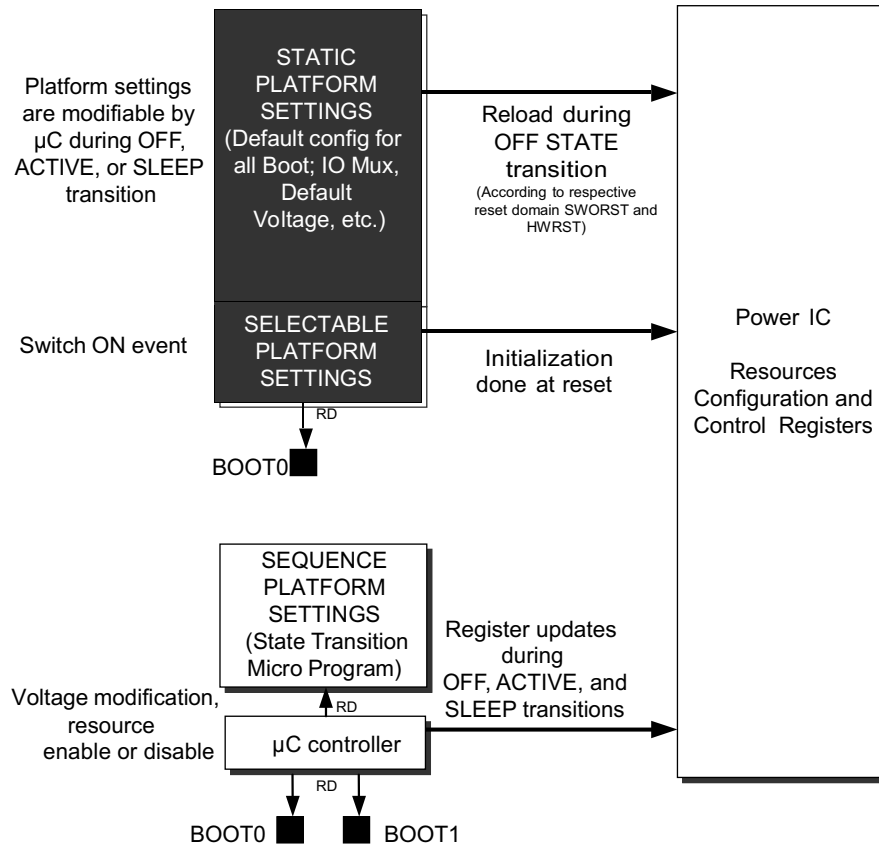 Platform settings
are modifiable by
µC during OFF,
ACTIVE, or SLEEP
transition
STATIC
PLATFORM
SETTINGS
(Default config for
all Boot; IO Mux,
Default
Voltage, etc.)
Reload during
OFF STATE
transition
(According to respective
reset domain SWORST and
HWRST)
Switch ON event
SELECTABLE
PLATFORM
SETTINGS
Initialization
done at reset
Power IC
Resources
Configuration and
Control Registers
RD
BOOT0
SEQUENCE
PLATFORM
SETTINGS
(State Transition
Micro Program)
Register updates
during
OFF, ACTIVE, and
SLEEP transitions
Voltage modification,
resource
enable or disable
RD
µC controller
RD
BOOT0
BOOT1